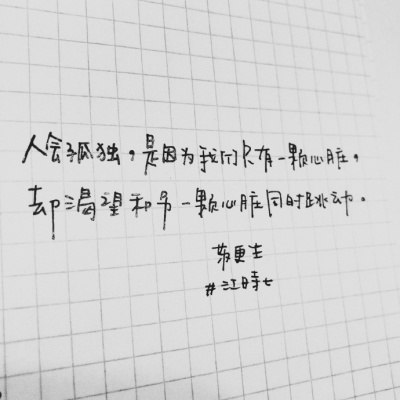 人会孤独，是因为我们只有一颗心脏，
却渴望和另一颗心脏同时跳动。
苏更生
#江時七